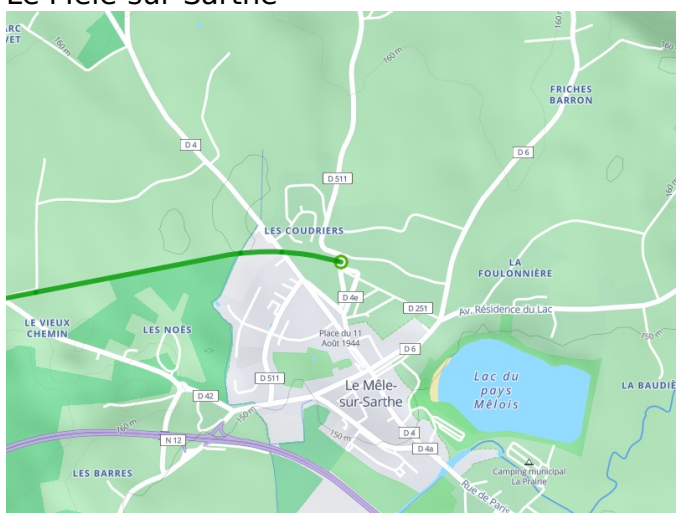 Le Mêle-sur-Sarthe
160 m
160 m
160
FRICHES
BARRON
D 4
D 6
D 511
160 m
LES COUDRIERS
LA
FOULONNIÈRE
D 4e
D 251
Av. Résidence du Lac
LE VIEUX
CHEMIN
LES NOËS
Place du 11
Août 1944
150 m
D 6
Lac du
pays
Mêlois
D 511
Le Mêle-
sur-Sarthe
LA BAUDIÈ
D 42
150 m
160 m
N 12
150 m
D 4
D 4a
LES BARRES
Camping municipal
La Prairie
Rue de Paris